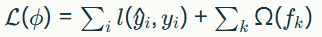 ℒ(ϕ) = ∑ᵢ l(ŷᵢ, yᵢ) + ∑ₖ Ω(fₖ)